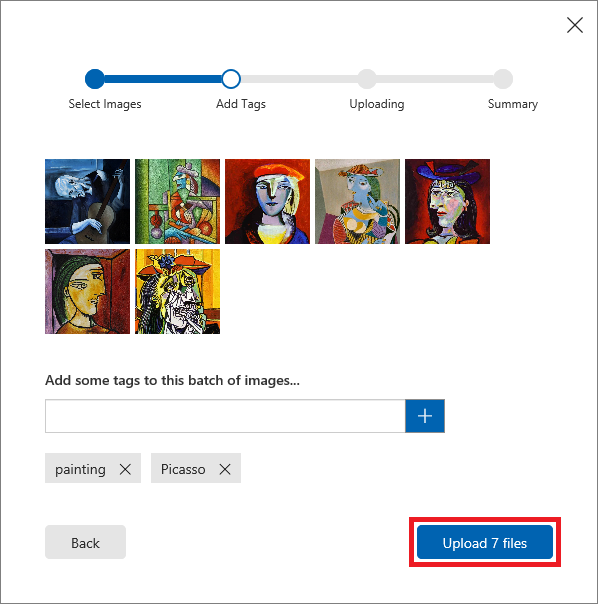 Select Images Add Tags Uploading Summary
Add some tags to this batch of images...
painting Picasso
Back Upload 7 files